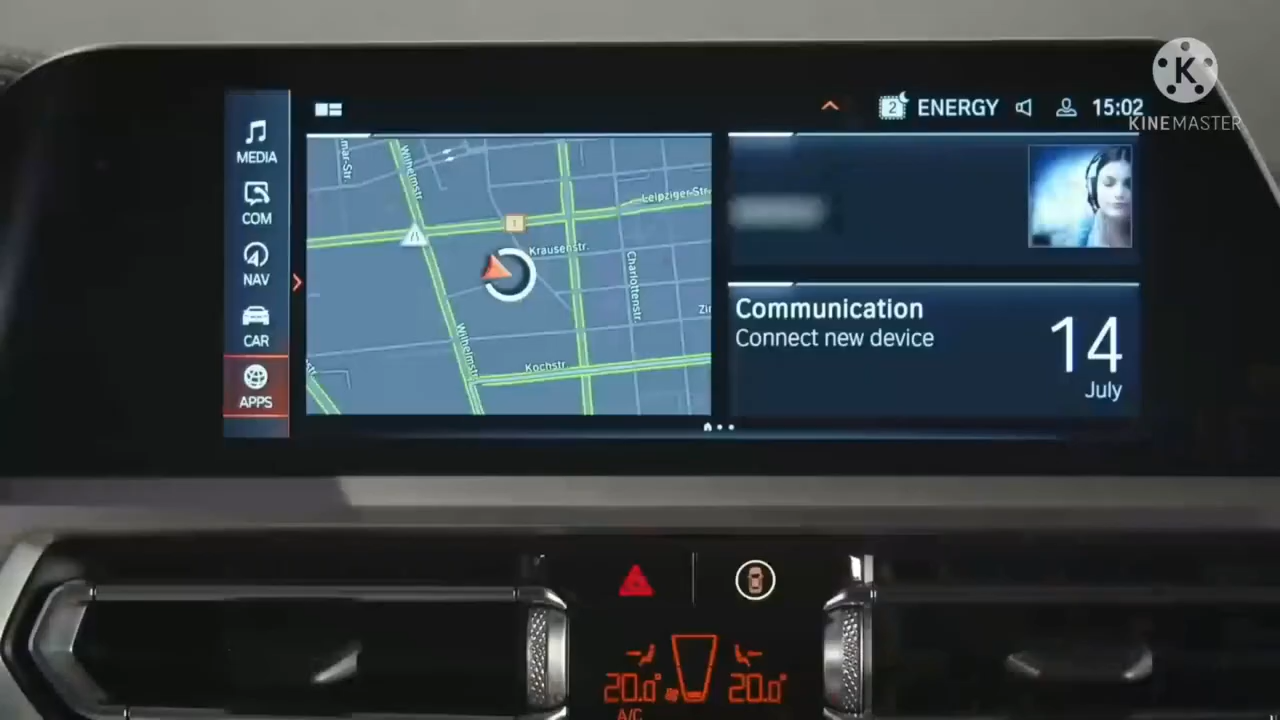 K
KINEMASTER
2 ENERGY 15:02
MEDIA
COM
NAV
CAR
APPS
mar-Str.
Wilhelmstr.
Leipziger-Str.
Krausenstr.
Charlottenstr.
Wilhelmstr.
Kochstr.
Communication
Connect new device
14
July
20.0°
20.0°
A/C